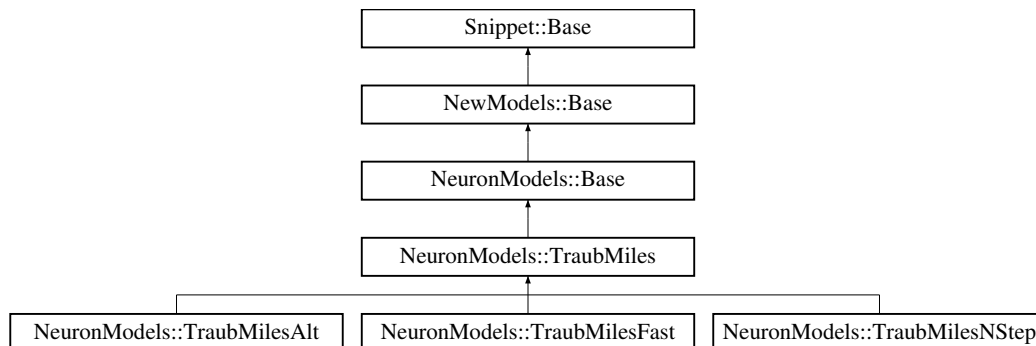 Snippet::Base
NewModels::Base
NeuronModels::Base
NeuronModels::TraubMiles
NeuronModels::TraubMilesAlt
NeuronModels::TraubMilesFast
NeuronModels::TraubMilesNStep